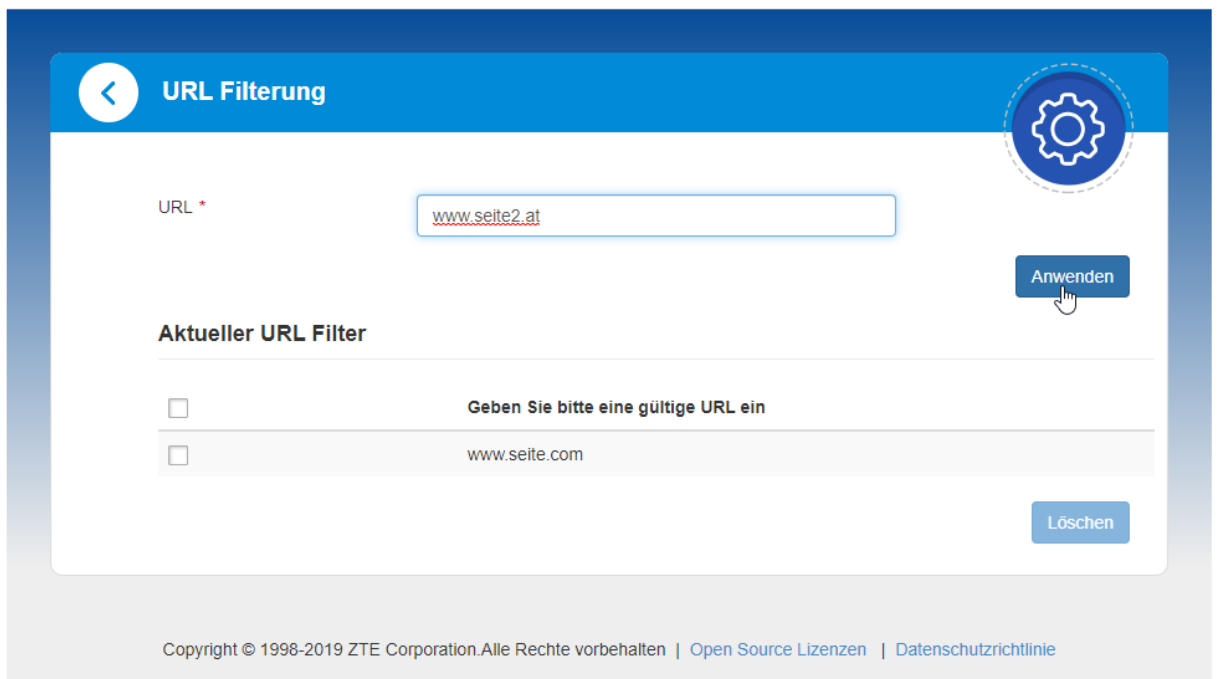 URL Filterung
URL *
www.seite2.at
Anwenden
Aktueller URL Filter
Geben Sie bitte eine gültige URL ein
www.seite.com
Löschen
Copyright © 1998-2019 ZTE Corporation.Alle Rechte vorbehalten | Open Source Lizenzen | Datenschutzrichtlinie